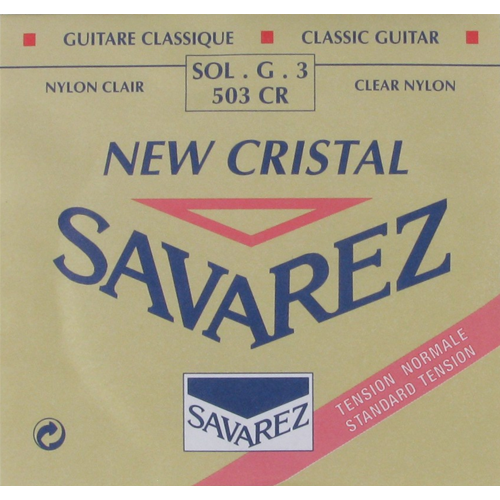 GUITARE CLASSIQUE CLASSIC GUITAR
SOL . G . 3
NYLON CLAIR 503 CR CLEAR NYLON
NEW CRISTAL
SAVAREZ
TENSION NORMALE
STANDARD TENSION
SAVAREZ